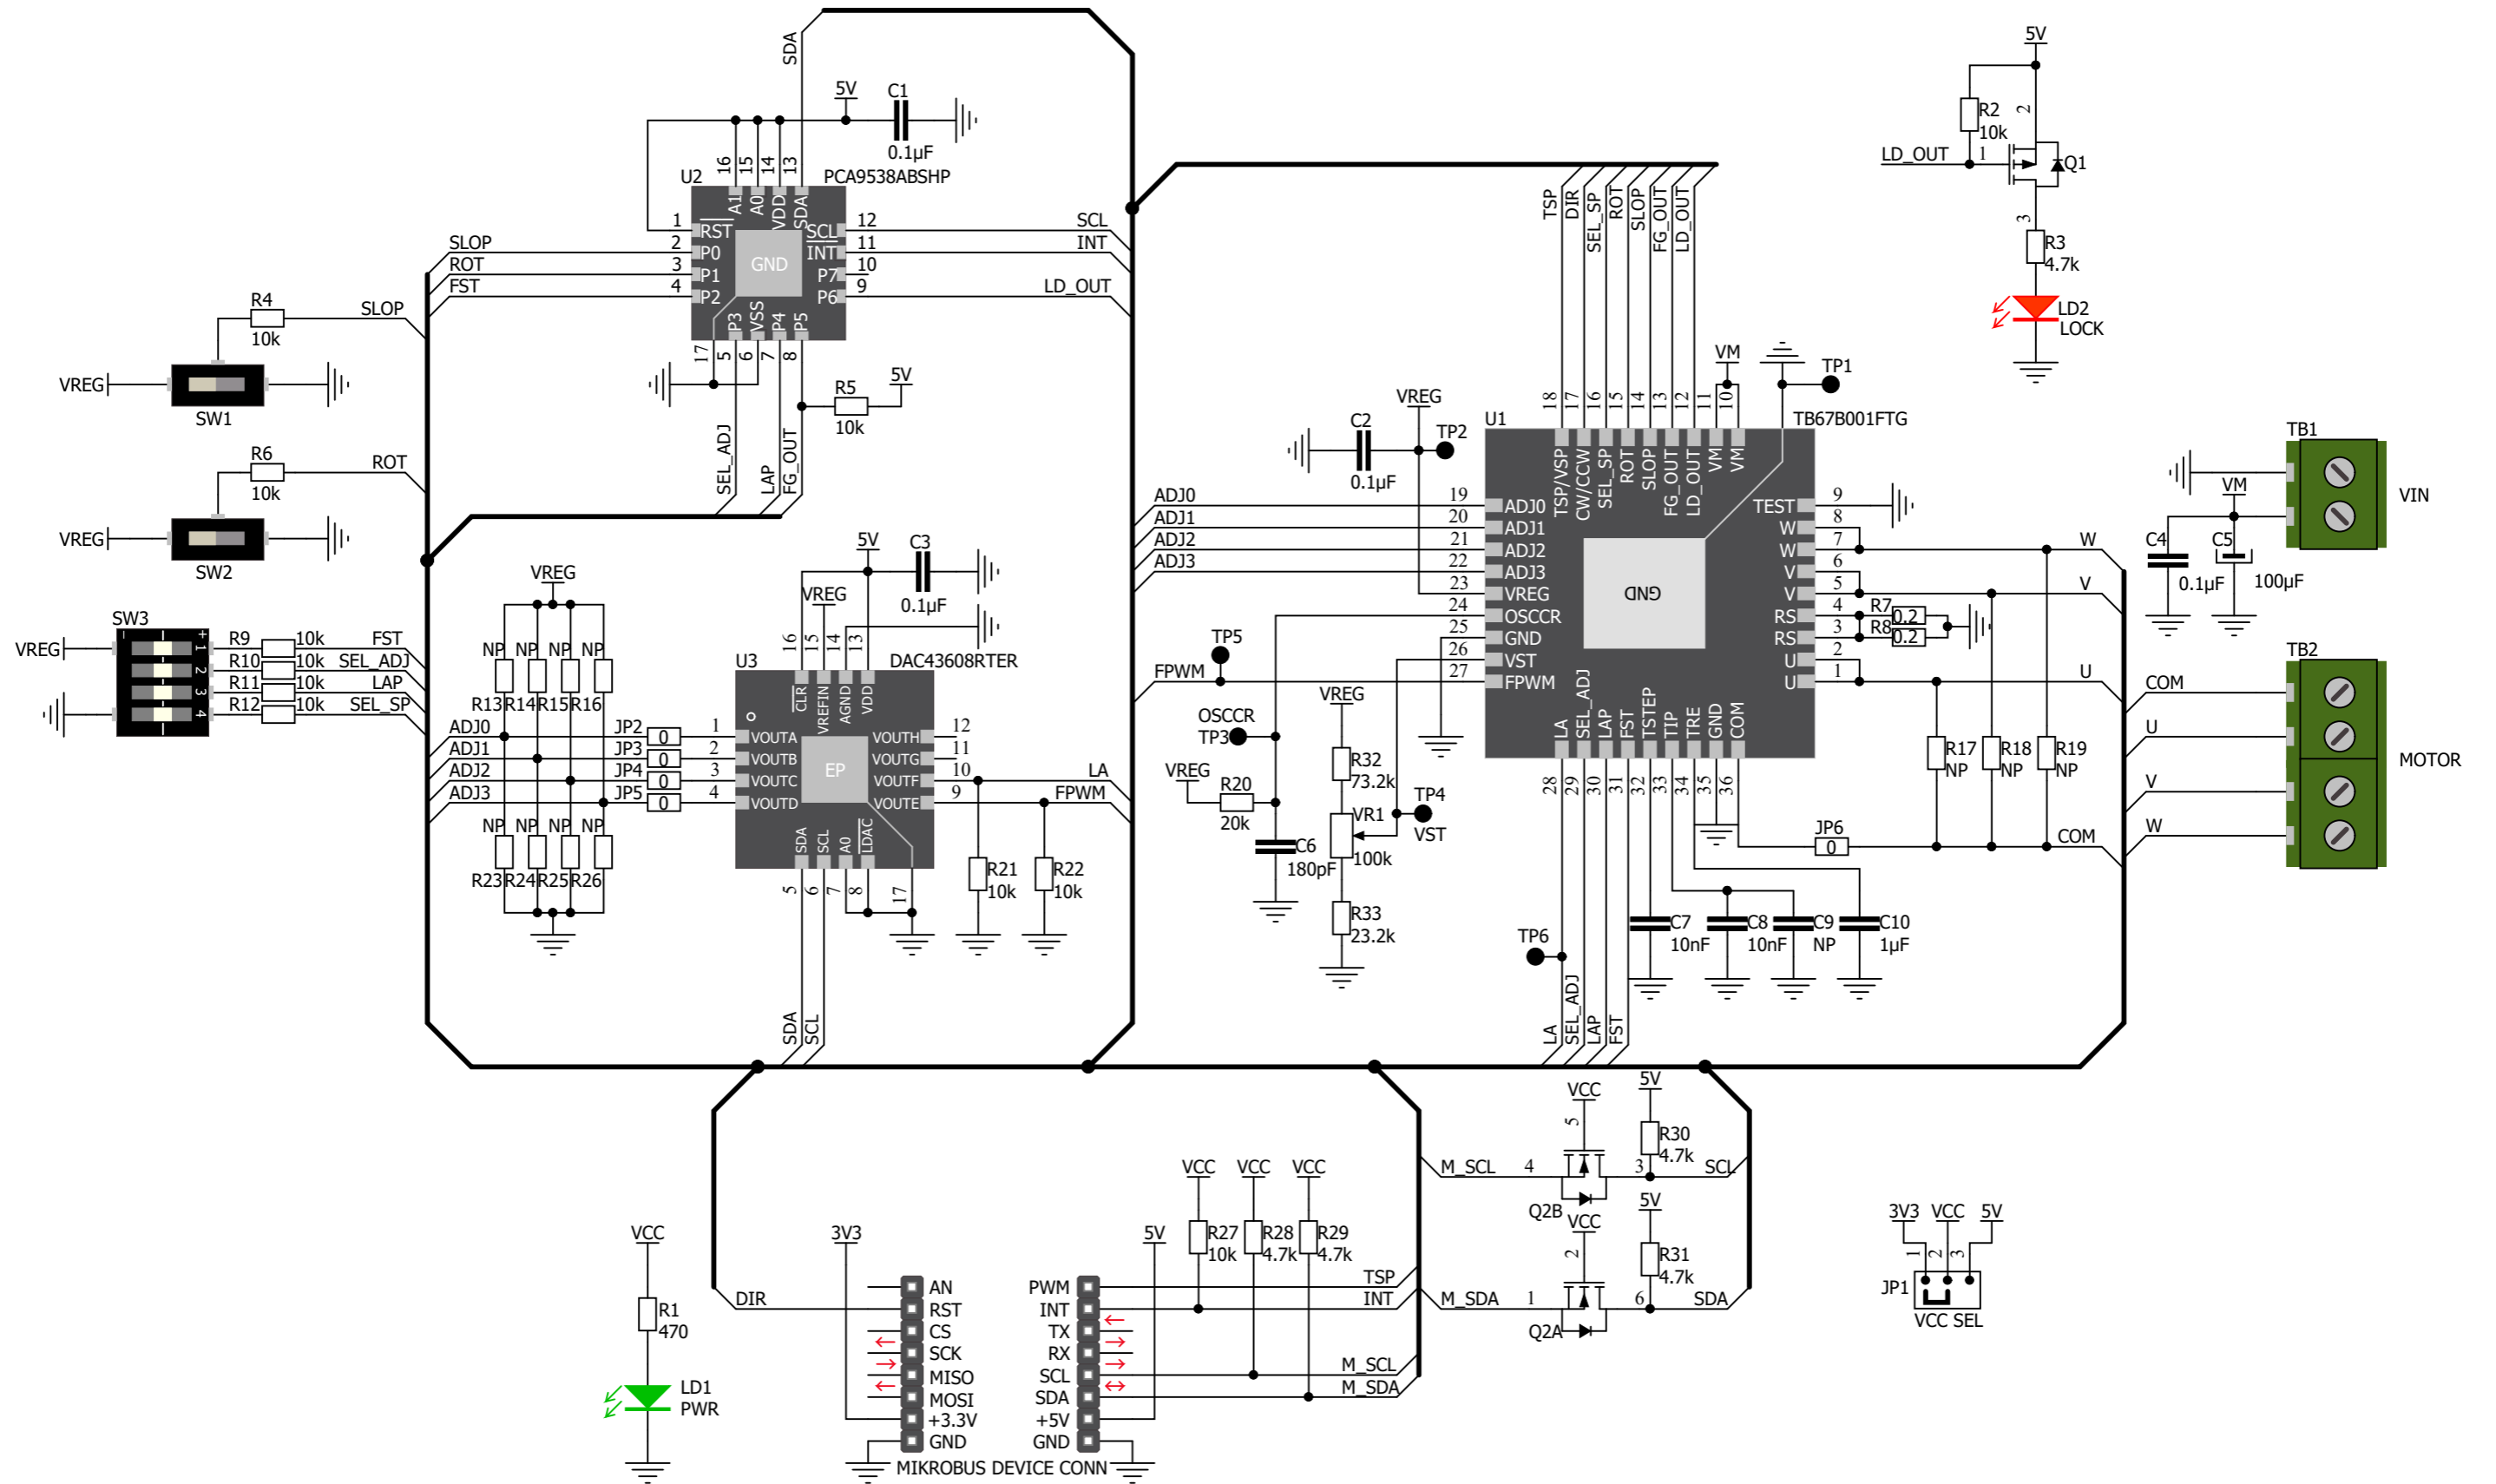 SDA
5V
C1
0.1µF
16 15 14 13
U2
PCA9538ABSHP
A1 A0 VDD SDA
1 RST SCL 12 SCL
SLOP 2 P0 INT 11 INT
ROT 3 P1 GND P7 10
FST 4 P2 P6 9 LD_OUT
P3 VSS P4 P5
17 5 6 7 8
R5
10k
5V
SEL_ADJ LAP FG_OUT
R4
10k
SLOP
VREG
SW1
R6
10k
ROT
VREG
SW2
SW3
VREG
- +
1 2 3 4
R9 10k FST
R10 10k SEL_ADJ
R11 10k LAP
R12 10k SEL_SP
VREG
NP NP NP NP
R13 R14 R15 R16
ADJ0 JP2 0 1
ADJ1 JP3 0 2
ADJ2 JP4 0 3
ADJ3 JP5 0 4
NP NP NP NP
R23 R24 R25 R26
5V
C3
0.1µF
VREG
16 15 14 13
U3
DAC43608RTER
CLR VREFIN AGND VDD
VOUTA VOUTH 12
VOUTB VOUTG 11
VOUTC EP VOUTF 10 LA
VOUTD VOUTE 9 FPWM
SDA SCL A0 LDAC
5 6 7 8 17
R21
10k
R22
10k
SDA SCL
TSP DIR SEL_SP ROT SLOP FG_OUT LD_OUT
VM
TP1
18 17 16 15 14 13 12 11 10
U1
TB67B001FTG
VREG
C2
0.1µF
TP2
TSP/VSP CW/CCW SEL_SP ROT SLOP FG_OUT LD_OUT VM VM
ADJ0 19 ADJ0
ADJ1 20 ADJ1
ADJ2 21 ADJ2
ADJ3 22 ADJ3
23 VREG
24 OSCCR
25 GND
26 VST
FPWM 27 FPWM
GND
TEST 9
W 8
W 7 W
V 6
V 5 V
RS 4 R7 0.2
RS 3 R8 0.2
U 2
U 1 U
LA SEL_ADJ LAP FST TSTEP TIP TRE GND COM
28 29 30 31 32 33 34 35 36
TP5
OSCCR
TP3
VREG
R20
20k
C6
180pF
VREG
R32
73.2k
VR1
100k
TP4
VST
R33
23.2k
TP6
LA SEL_ADJ LAP FST
C7
10nF
C8
10nF
C9
NP
C10
1µF
JP6
0
COM
R17
NP
R18
NP
R19
NP
5V
R2
10k
2
LD_OUT 1
Q1
3
R3
4.7k
LD2
LOCK
TB1
VIN
VM
C4
0.1µF
C5
100µF
TB2
COM
U
V
W
MOTOR
VCC
R1
470
LD1
PWR
DIR
3V3
AN
RST
CS
SCK
MISO
MOSI
+3.3V
GND
PWM
INT
TX
RX
SCL
SDA
+5V
GND
MIKROBUS DEVICE CONN
5V
VCC VCC VCC
R27
10k
R28
4.7k
R29
4.7k
TSP
INT
M_SCL
M_SDA
VCC
5
5V
R30
4.7k
M_SCL 4 3 SCL
Q2B
VCC
2
5V
R31
4.7k
M_SDA 1 6 SDA
Q2A
3V3 VCC 5V
1 2 3
JP1
VCC SEL